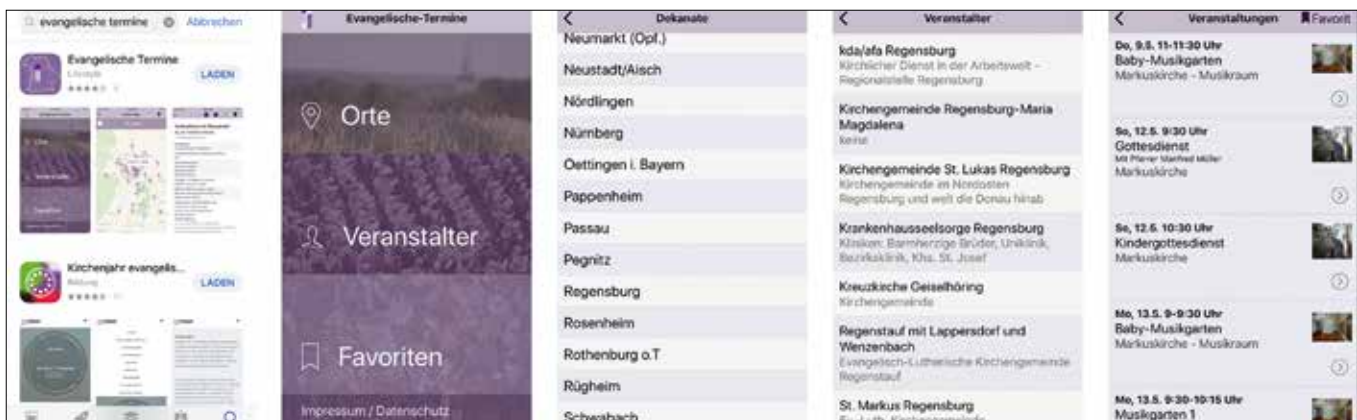 evangelische termine
Abbrechen
Evangelische Termine
Lifestyle
LADEN
Kirchenjahr evangelis...
Bildung
LADEN
Evangelische-Termine
Orte
Veranstalter
Favoriten
Impressum / Datenschutz
Dekanate
Neumarkt (Opf.)
Neustadt/Aisch
Nördlingen
Nürnberg
Oettingen i. Bayern
Pappenheim
Passau
Pegnitz
Regensburg
Rosenheim
Rothenburg o.T
Rügheim
Schwabach
Veranstalter
kda/afa Regensburg
Kirchlicher Dienst in der Arbeitswelt -
Regionalstelle Regensburg
Kirchengemeinde Regensburg-Maria
Magdalena
keine
Kirchengemeinde St. Lukas Regensburg
Kirchengemeinde im Nordosten
Regensburg und weit die Donau hinab
Krankenhausseelsorge Regensburg
Kliniken: Barmherzige Brüder, Uniklinik,
Bezirksklinik, Khs. St. Josef
Kreuzkirche Geiselhöring
Kirchengemeinde
Regenstauf mit Lappersdorf und
Wenzenbach
Evangelisch-Lutherische Kirchengemeinde
Regenstauf
St. Markus Regensburg
Ev.-Luth. Kirchengemeinde
Veranstaltungen
Favorit
Do, 9.5. 11-11:30 Uhr
Baby-Musikgarten
Markuskirche - Musikraum
So, 12.5. 9:30 Uhr
Gottesdienst
Mit Pfarrer Manfred Müller
Markuskirche
So, 12.5. 10:30 Uhr
Kindergottesdienst
Markuskirche
Mo, 13.5. 9-9:30 Uhr
Baby-Musikgarten
Markuskirche - Musikraum
Mo, 13.5. 9:30-10:15 Uhr
Musikgarten 1